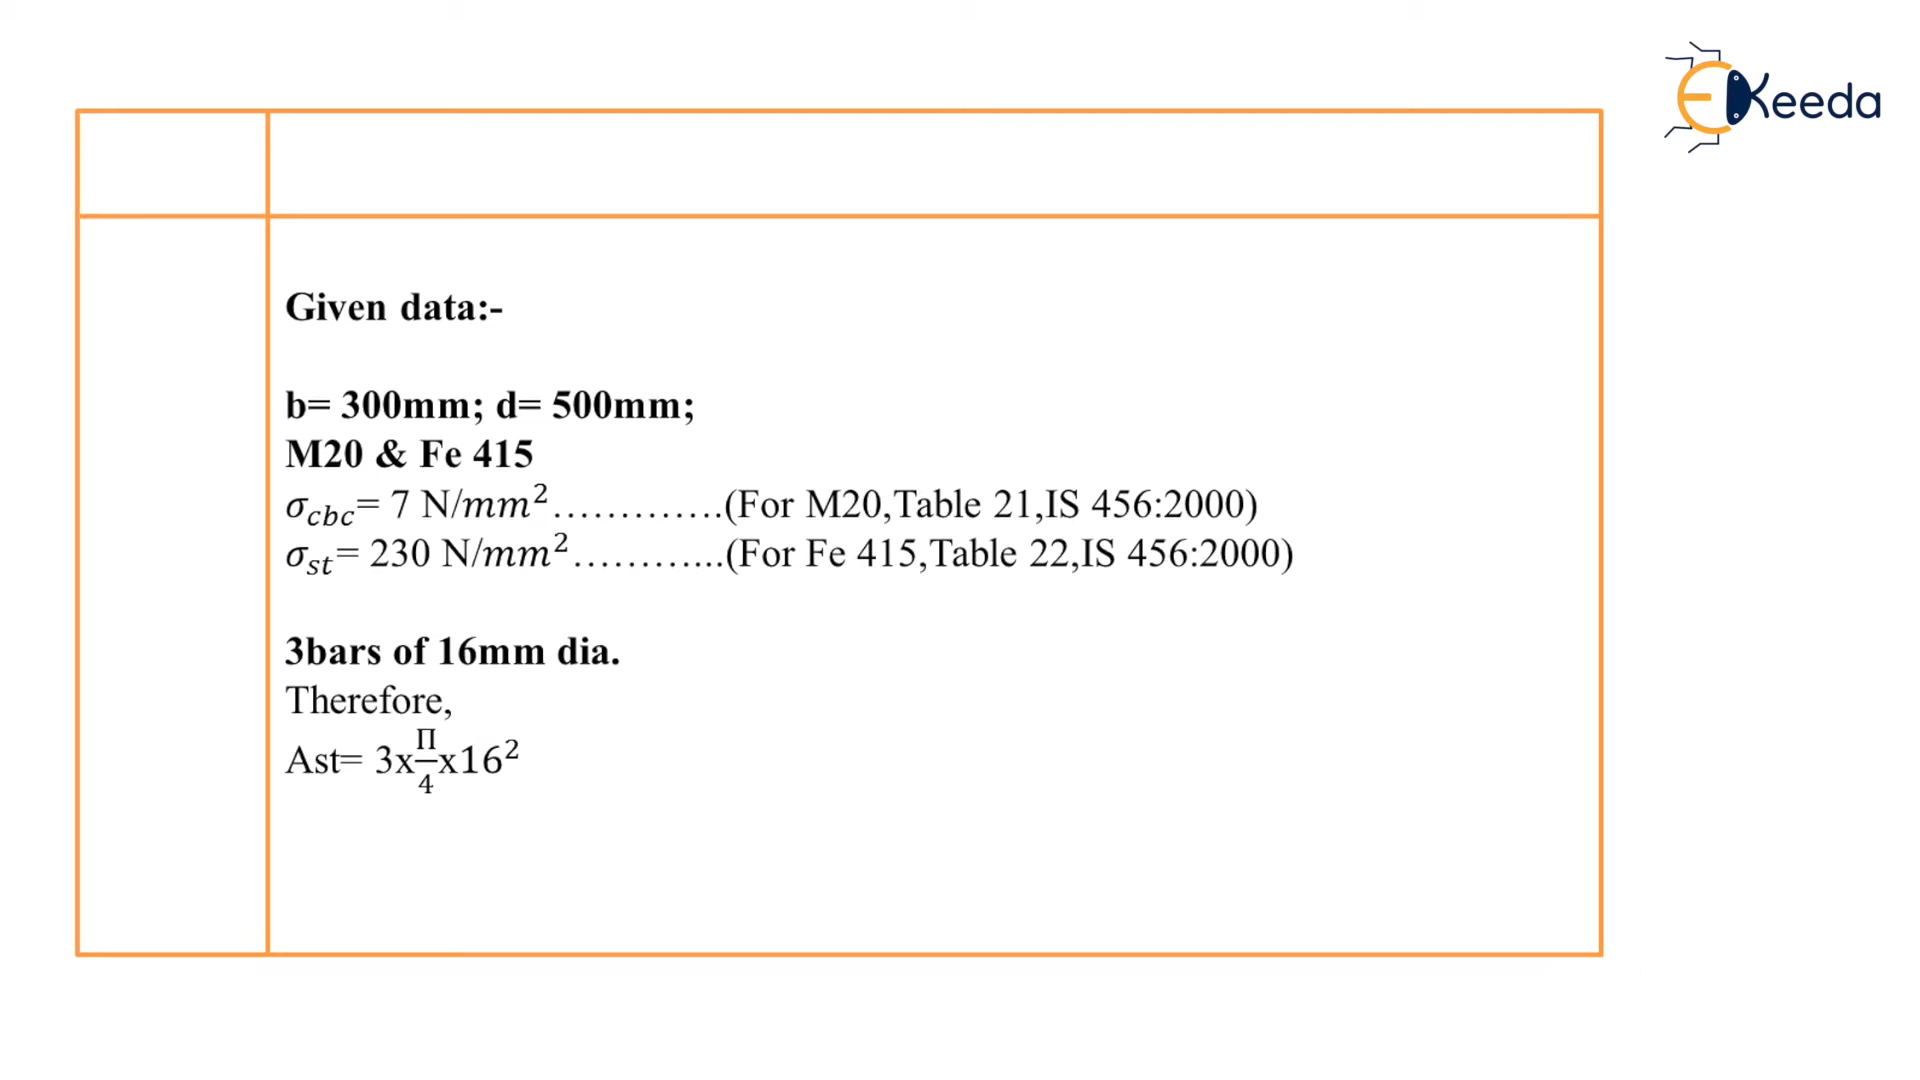 EKeeda
Given data:-
b= 300mm; d= 500mm;
M20 & Fe 415
σcbc= 7 N/mm².............(For M20,Table 21,IS 456:2000)
σst= 230 N/mm²............(For Fe 415,Table 22,IS 456:2000)
3bars of 16mm dia.
Therefore,
Ast= 3xΠ/4x16²